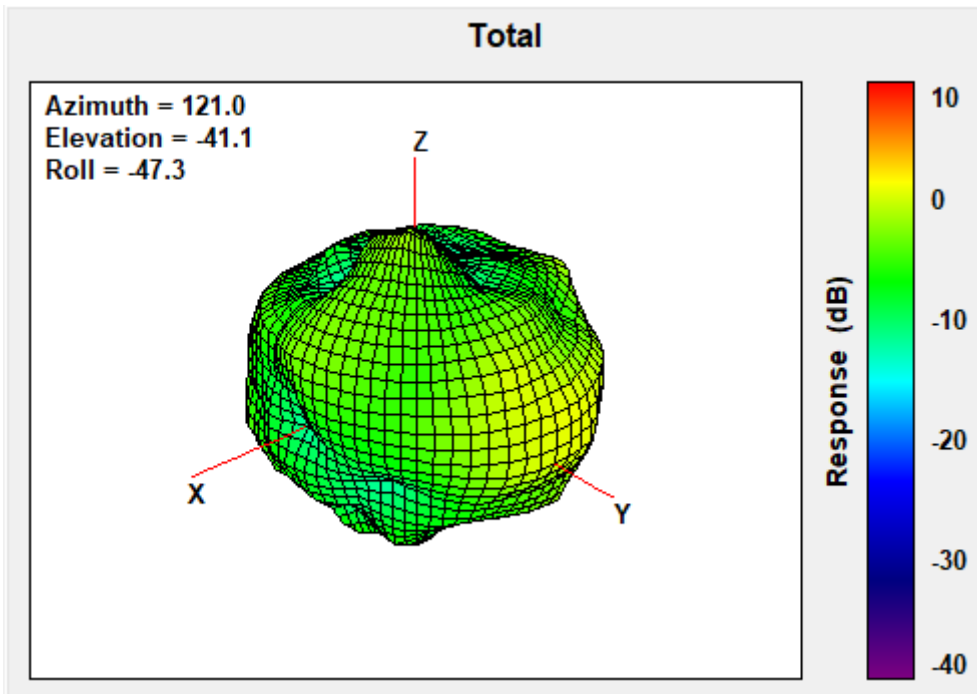 Total
Azimuth = 121.0
Elevation = -41.1
Roll = -47.3
Z
X
Y
10
0
-10
-20
-30
-40
Response (dB)